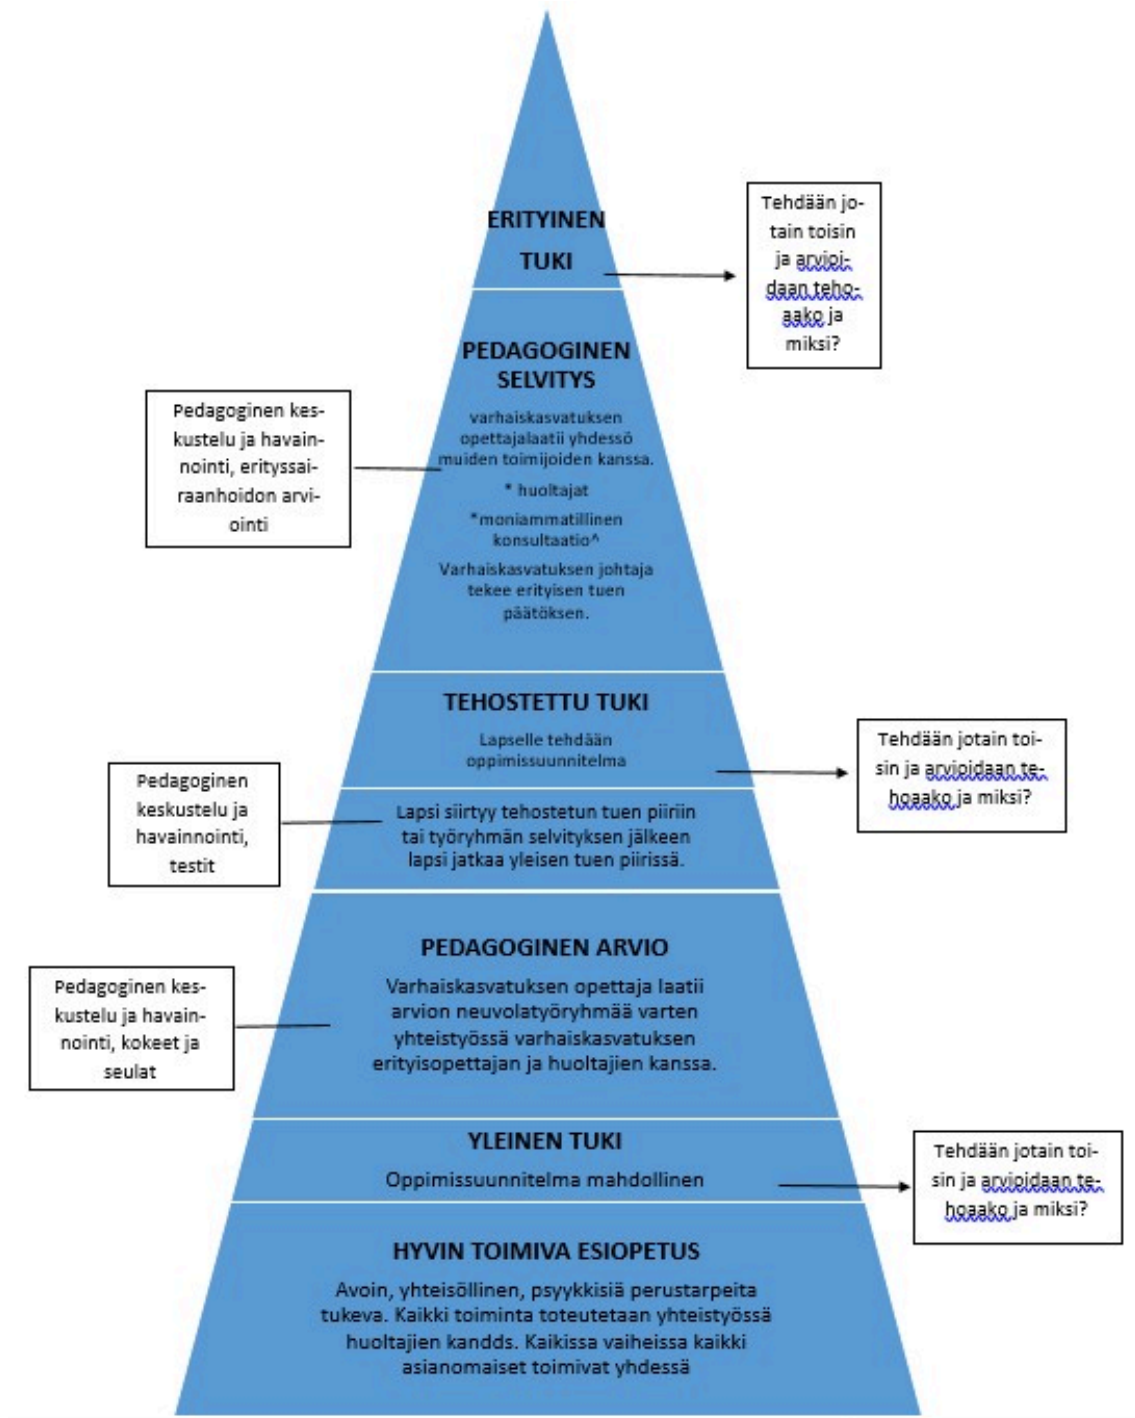 ERITYINEN
TUKI
Tehdään jo-
tain toisin
ja arvioi-
daan teho-
aako ja
miksi?
PEDAGOGINEN
SELVITYS
varhaiskasvatuksen
opettajalaatii yhdessö
muiden toimijoiden kanssa.
* huoltajat
*moniammatillinen
konsultaatio^
Varhaiskasvatuksen johtaja
tekee erityisen tuen
päätöksen.
Pedagoginen kes-
kustelu ja havain-
nointi, erityssai-
raanhoidon arvi-
ointi
TEHOSTETTU TUKI
Lapselle tehdään
oppimissuunnitelma
Tehdään jotain toi-
sin ja arvioidaan te-
hoaako ja miksi?
Pedagoginen
keskustelu ja
havainnointi,
testit
Lapsi siirtyy tehostetun tuen piiriin
tai työryhmän selvityksen jälkeen
lapsi jatkaa yleisen tuen piirissä.
PEDAGOGINEN ARVIO
Varhaiskasvatuksen opettaja laatii
arvion neuvolatyöryhmää varten
yhteistyössä varhaiskasvatuksen
erityisopettajan ja huoltajien kanssa.
Pedagoginen kes-
kustelu ja havain-
nointi, kokeet ja
seulat
YLEINEN TUKI
Oppimissuunnitelma mahdollinen
Tehdään jotain toi-
sin ja arvioidaan te-
hoaako ja miksi?
HYVIN TOIMIVA ESIOPETUS
Avoin, yhteisöllinen, psyykkisiä perustarpeita
tukeva. Kaikki toiminta toteutetaan yhteistyössä
huoltajien kandds. Kaikissa vaiheissa kaikki
asianomaiset toimivat yhdessä